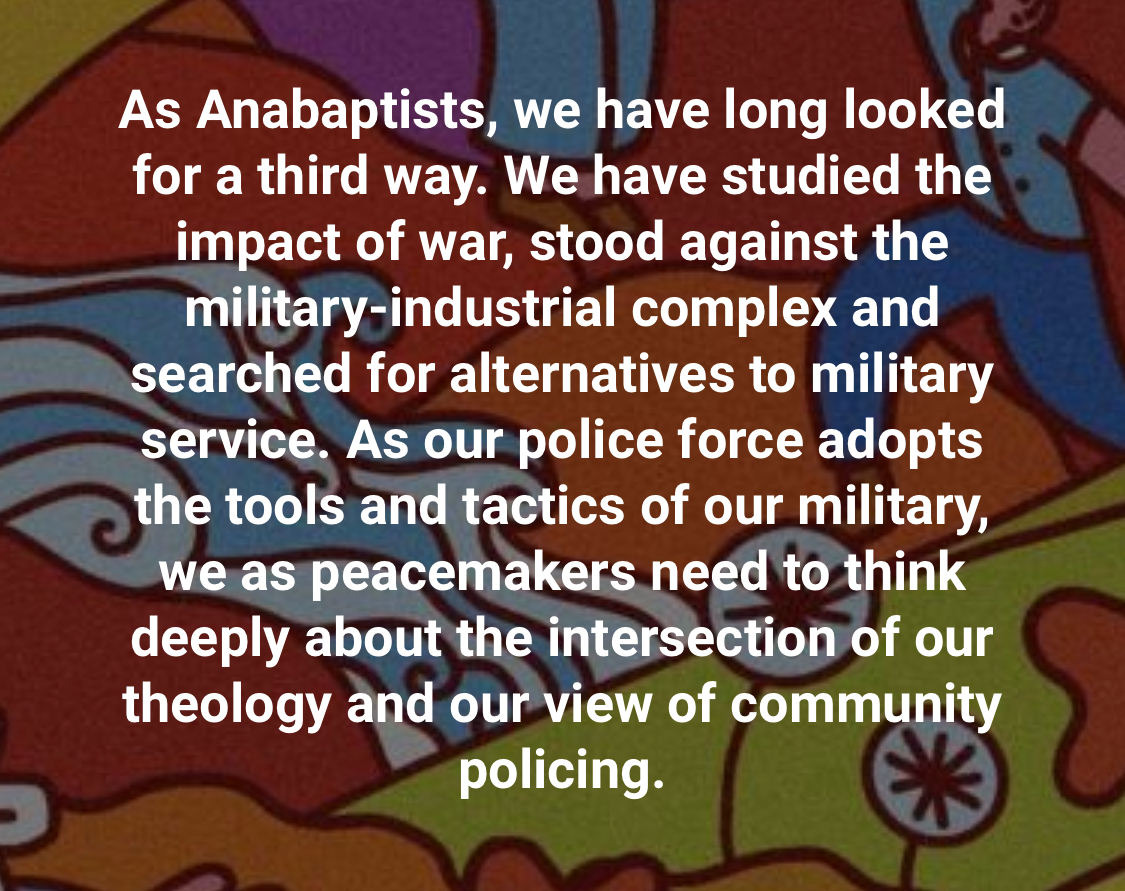 As Anabaptists, we have long looked
for a third way. We have studied the
impact of war, stood against the
military-industrial complex and
searched for alternatives to military
service. As our police force adopts
the tools and tactics of our military,
we as peacemakers need to think
deeply about the intersection of our
theology and our view of community
policing.